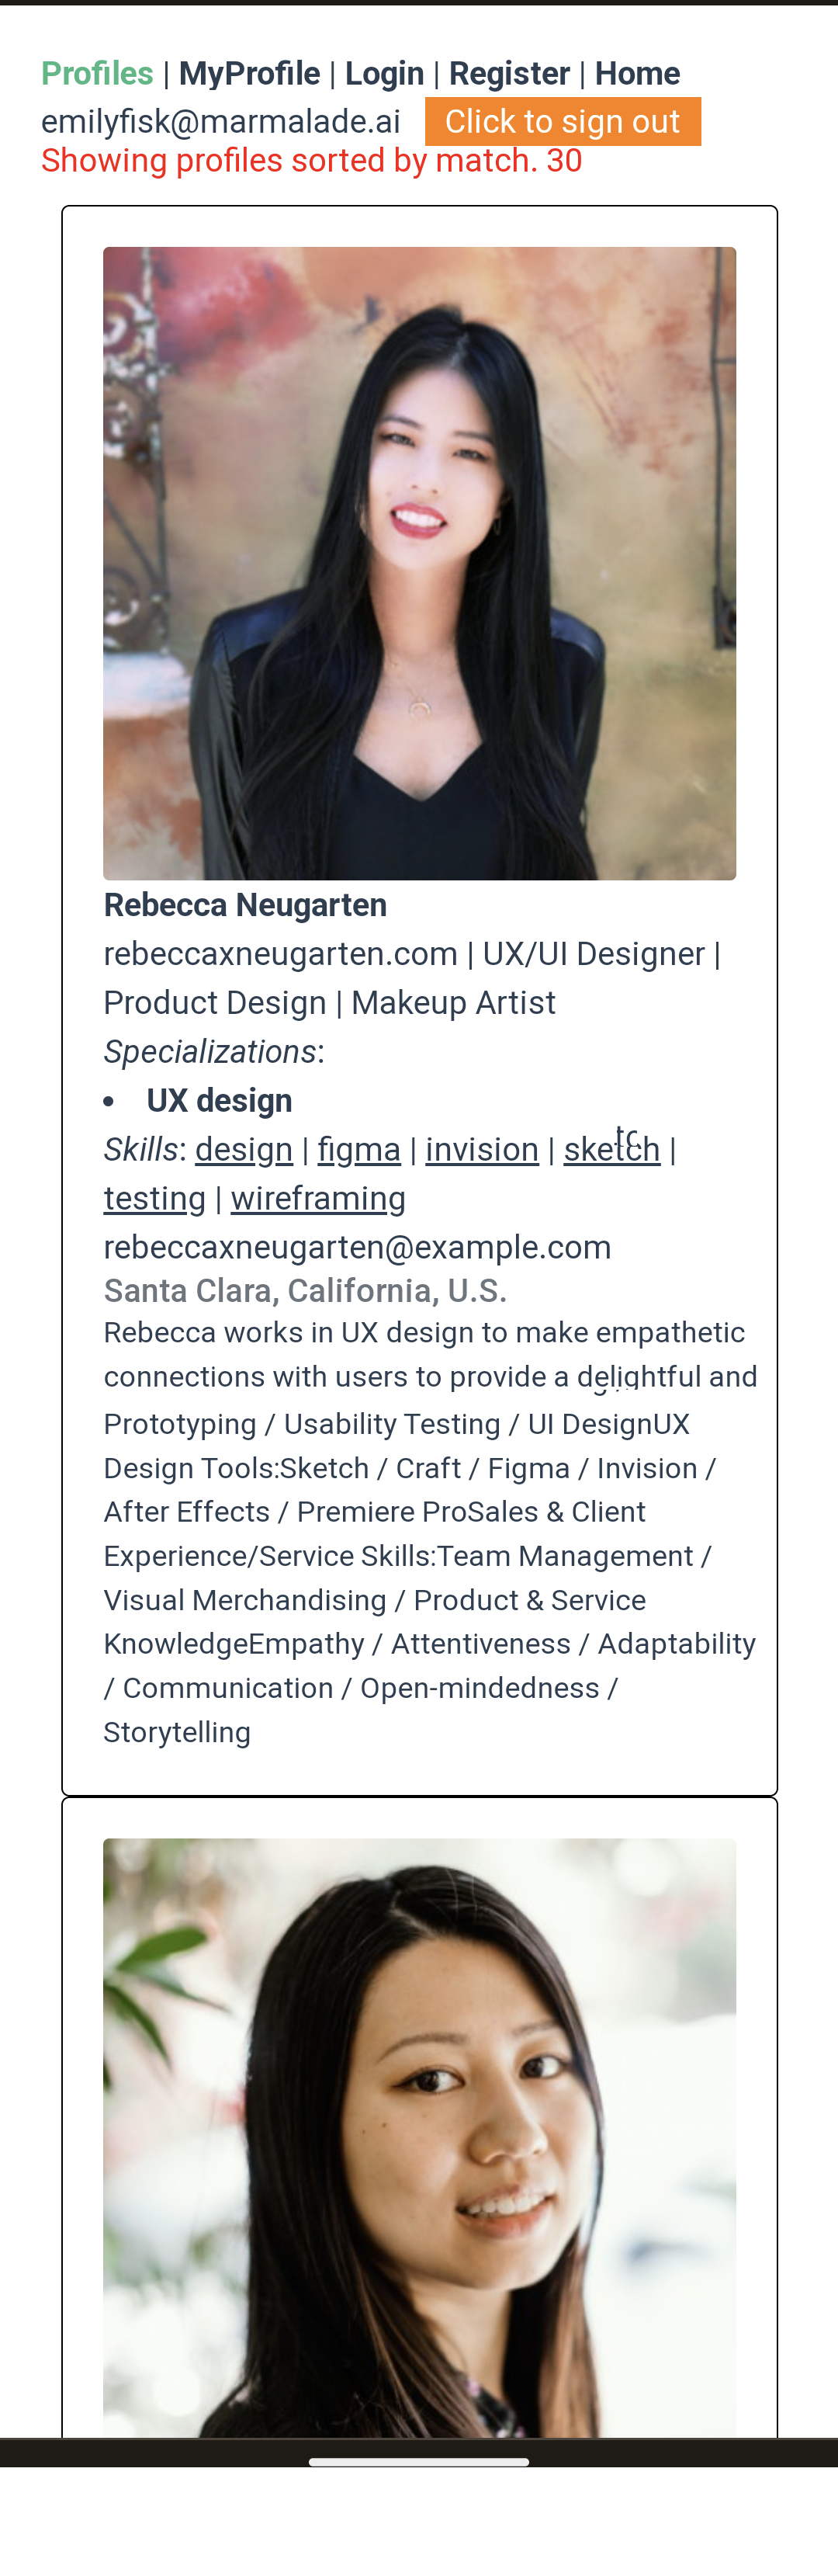 Profiles | MyProfile | Login | Register | Home
emilyfisk@marmalade.ai Click to sign out
Showing profiles sorted by match. 30
Rebecca Neugarten
rebeccaxneugarten.com | UX/UI Designer |
Product Design | Makeup Artist
Specializations:
• UX design
Skills: design | figma | invision | sketch |
testing | wireframing
rebeccaxneugarten@example.com
Santa Clara, California, U.S.
Rebecca works in UX design to make empathetic
connections with users to provide a delightful and
Prototyping / Usability Testing / UI DesignUX
Design Tools:Sketch / Craft / Figma / Invision /
After Effects / Premiere ProSales & Client
Experience/Service Skills:Team Management /
Visual Merchandising / Product & Service
KnowledgeEmpathy / Attentiveness / Adaptability
/ Communication / Open-mindedness /
Storytelling